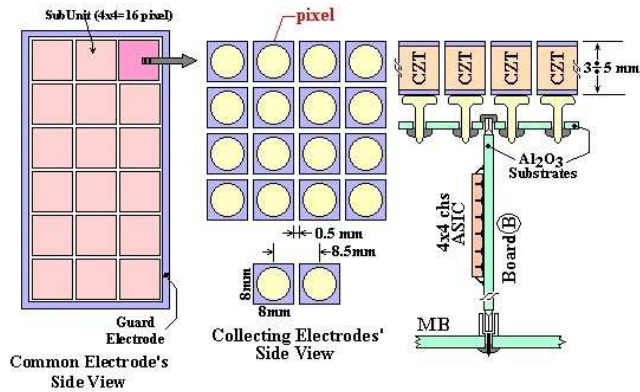 SubUnit (4x4=16 pixel)
Guard
Electrode
Common Electrode's
Side View
pixel
0.5 mm
8.5mm
8mm
8mm
Collecting Electrodes'
Side View
CZT
CZT
CZT
CZT
3÷5 mm
Al2O3
Substrates
4x4 chs
ASIC
Board B
MB